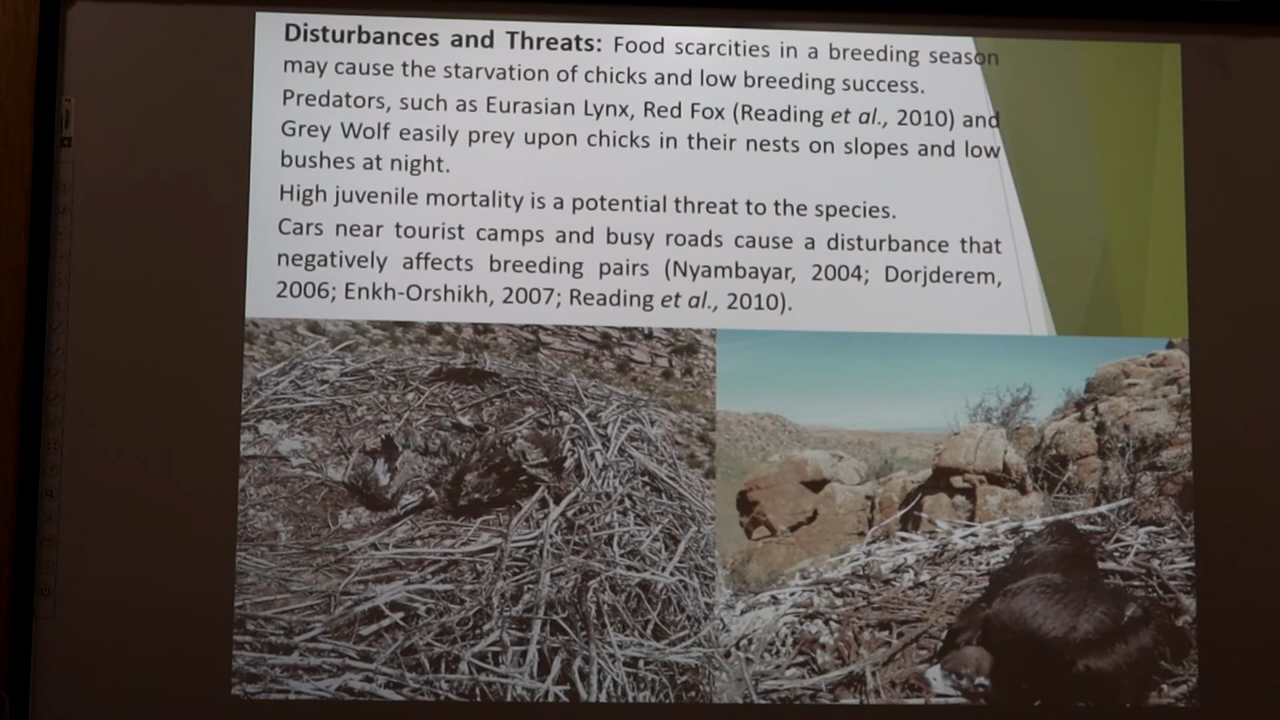 Disturbances and Threats: Food scarcities in a breeding season
may cause the starvation of chicks and low breeding success.
Predators, such as Eurasian Lynx, Red Fox (Reading et al., 2010) and
Grey Wolf easily prey upon chicks in their nests on slopes and low
bushes at night.
High juvenile mortality is a potential threat to the species.
Cars near tourist camps and busy roads cause a disturbance that
negatively affects breeding pairs (Nyambayar, 2004; Dorjderem,
2006; Enkh-Orshikh, 2007; Reading et al., 2010).